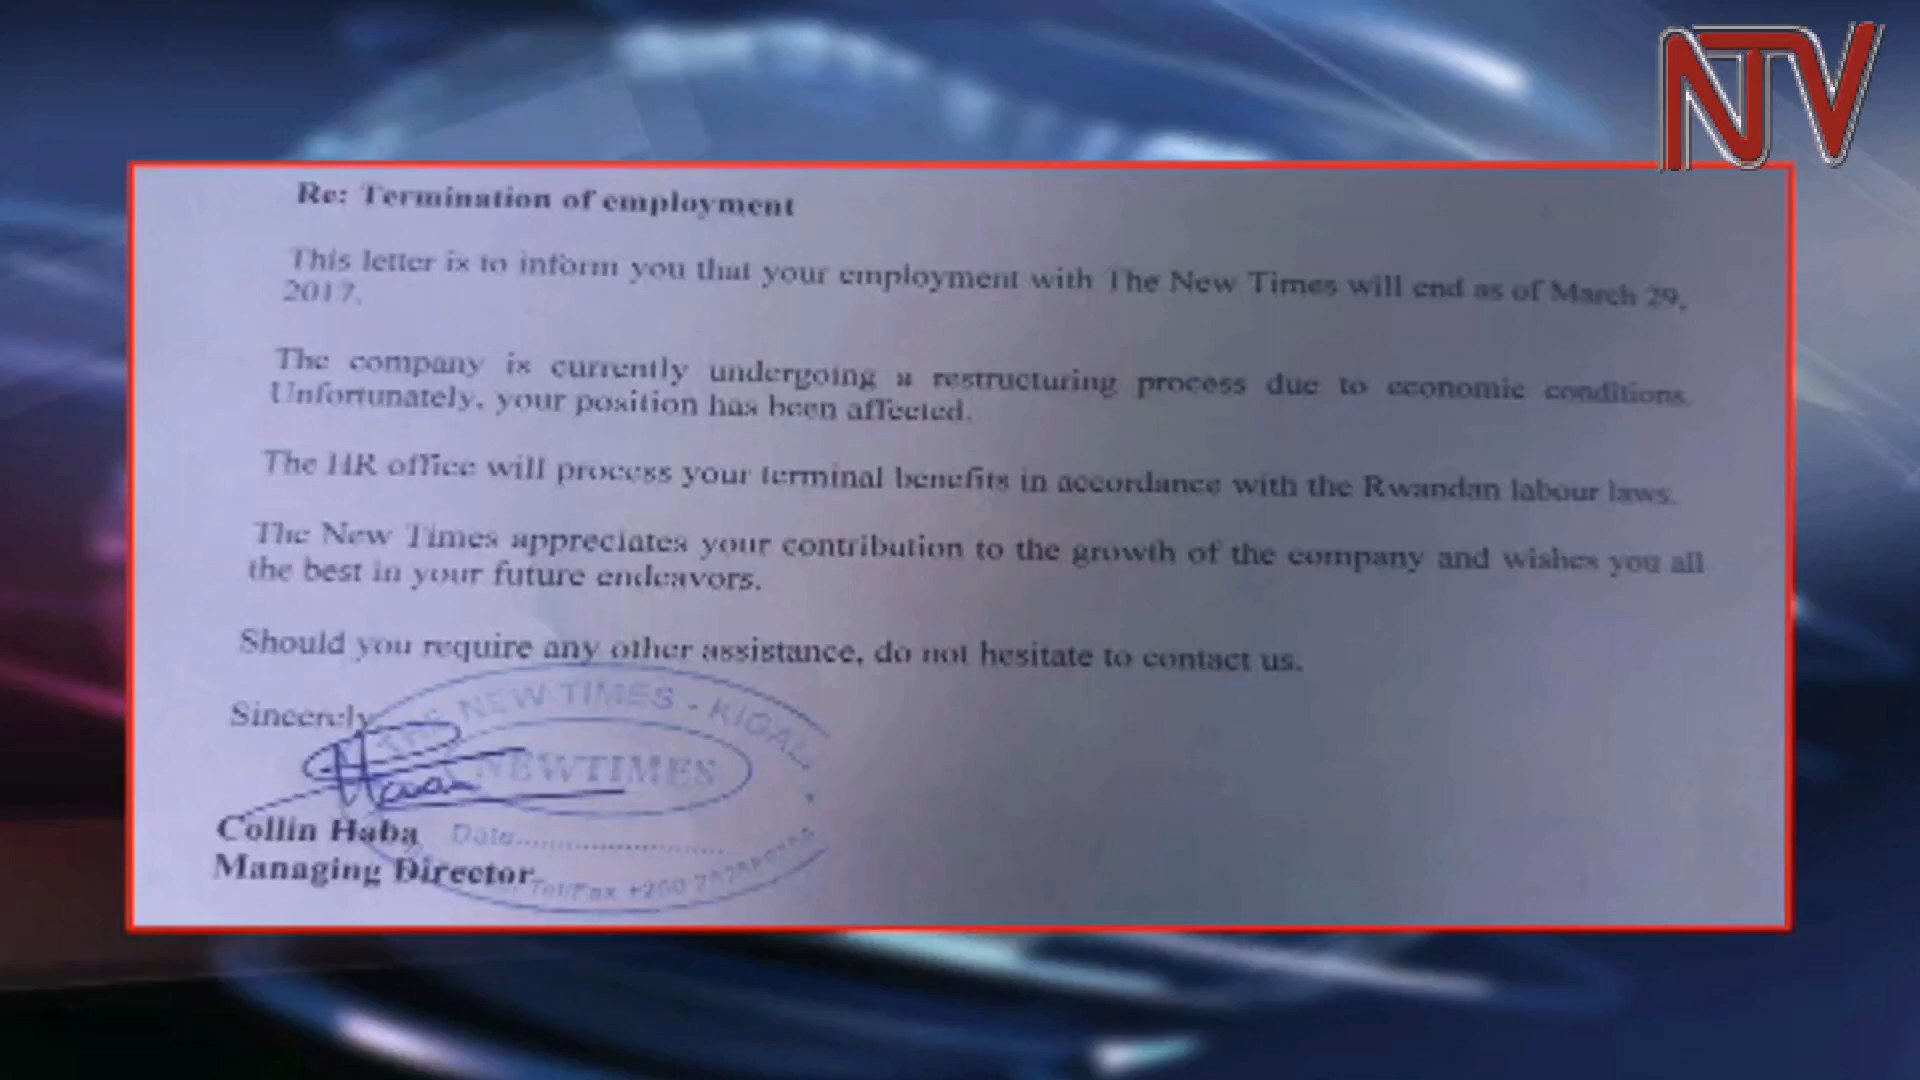 NTV
Re: Termination of employment
This letter is to inform you that your employment with The New Times will end as of March 29,
2017.
The company is currently undergoing a restructuring process due to economic conditions.
Unfortunately, your position has been affected.
The HR office will process your terminal benefits in accordance with the Rwandan labour laws.
The New Times appreciates your contribution to the growth of the company and wishes you all
the best in your future endeavors.
Should you require any other assistance, do not hesitate to contact us.
Sincerely
THE NEW TIMES - KIGALI
NEWTIMES
Collin Haba
Date
Managing Director
Tel/Fax +250